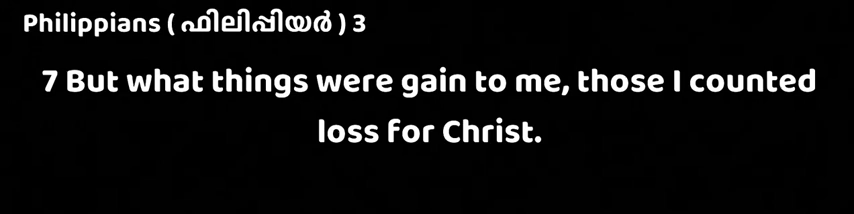 Philippians ( ഫിലിപ്പിയർ ) 3
7 But what things were gain to me, those I counted
loss for Christ.